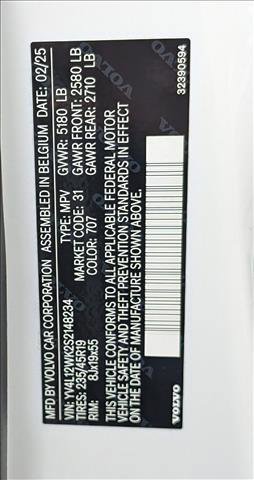 MFD BY VOLVO CAR CORPORATION ASSEMBLED IN BELGIUM DATE: 02/25
VIN: YV4L12WK2S2148234 TYPE: MPV GVWR: 5180 LB
TIRES: 235/45R19 MARKET CODE: 31 GAWR FRONT: 2580 LB
RIM: 8Jx19x55 COLOR: 707 GAWR REAR: 2710 LB
THIS VEHICLE CONFORMS TO ALL APPLICABLE FEDERAL MOTOR
VEHICLE SAFETY AND THEFT PREVENTION STANDARDS IN EFFECT
ON THE DATE OF MANUFACTURE SHOWN ABOVE.
VOLVO 32390594